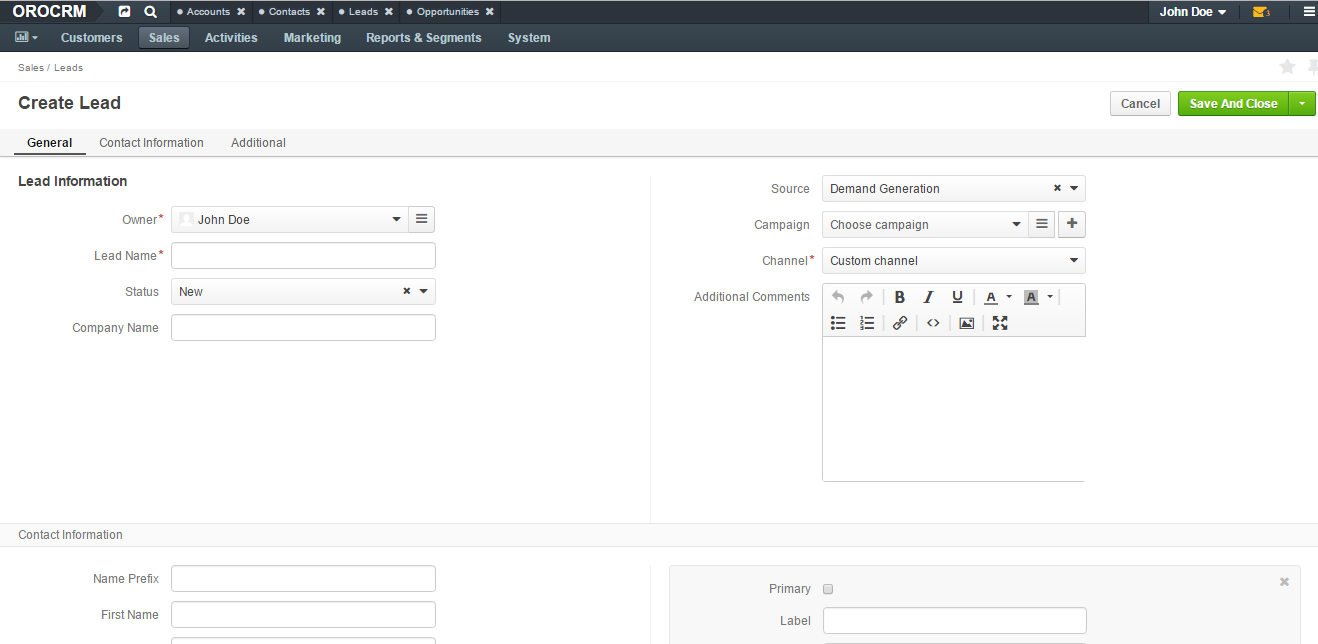 OROCRM Accounts Contacts Leads Opportunities John Doe 3
Customers Sales Activities Marketing Reports & Segments System
Sales / Leads
Create Lead Cancel Save And Close
General Contact Information Additional
Lead Information
Owner* John Doe
Lead Name*
Status New
Company Name
Source Demand Generation
Campaign Choose campaign
Channel* Custom channel
Additional Comments
B I U A A
Contact Information
Name Prefix
First Name
Primary
Label